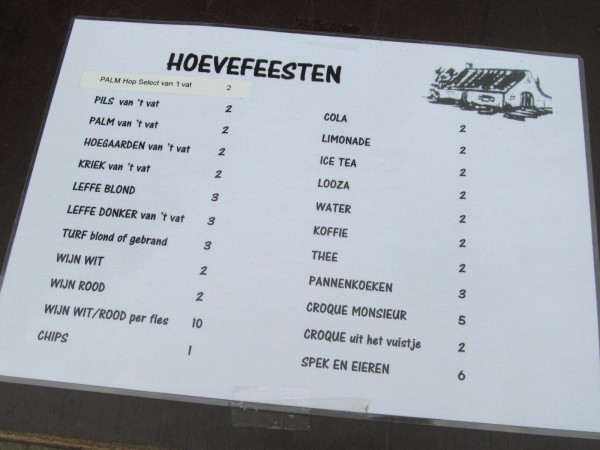 HOEVEFEESTEN
PALM Hop Select van 't vat 2
PILS van 't vat 2
PALM van 't vat 2
HOEGAARDEN van 't vat 2
KRIEK van 't vat 2
LEFFE BLOND 3
LEFFE DONKER van 't vat 3
TURF blond of gebrand 3
WIJN WIT 2
WIJN ROOD 2
WIJN WIT/ROOD per fles 10
CHIPS 1
COLA 2
LIMONADE 2
ICE TEA 2
LOOZA 2
WATER 2
KOFFIE 2
THEE 2
PANNENKOEKEN 3
CROQUE MONSIEUR 5
CROQUE uit het vuistje 2
SPEK EN EIEREN 6